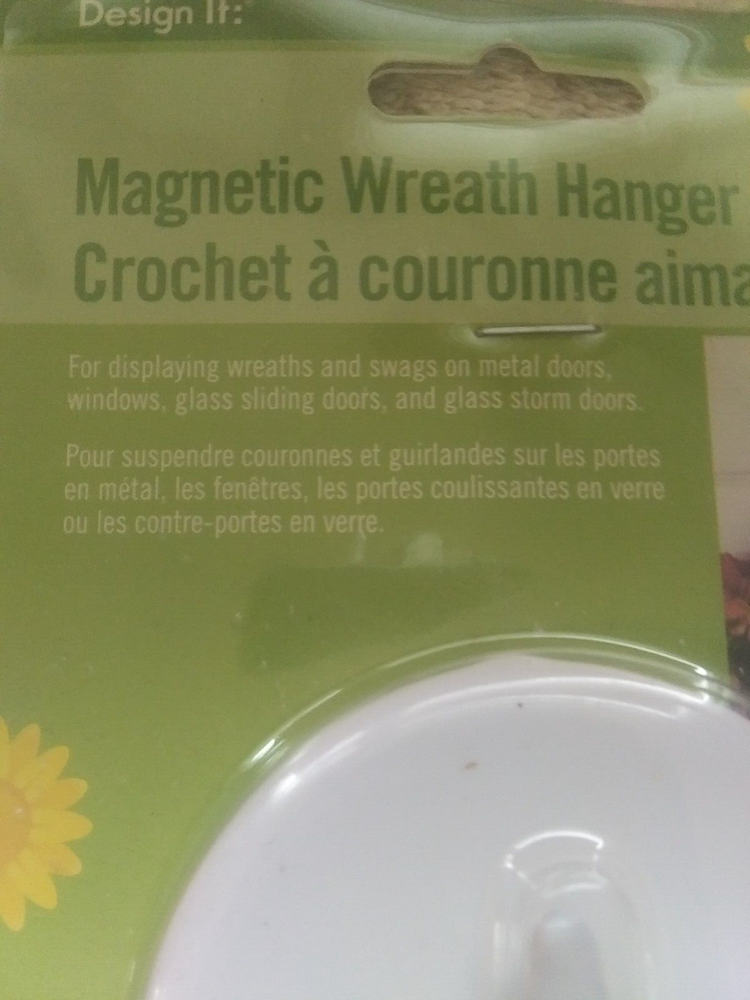 Design It:
Magnetic Wreath Hanger
Crochet à couronne aima
For displaying wreaths and swags on metal doors,
windows, glass sliding doors, and glass storm doors.
Pour suspendre couronnes et guirlandes sur les portes
en métal, les fenêtres, les portes coulissantes en verre
ou les contre-portes en verre.